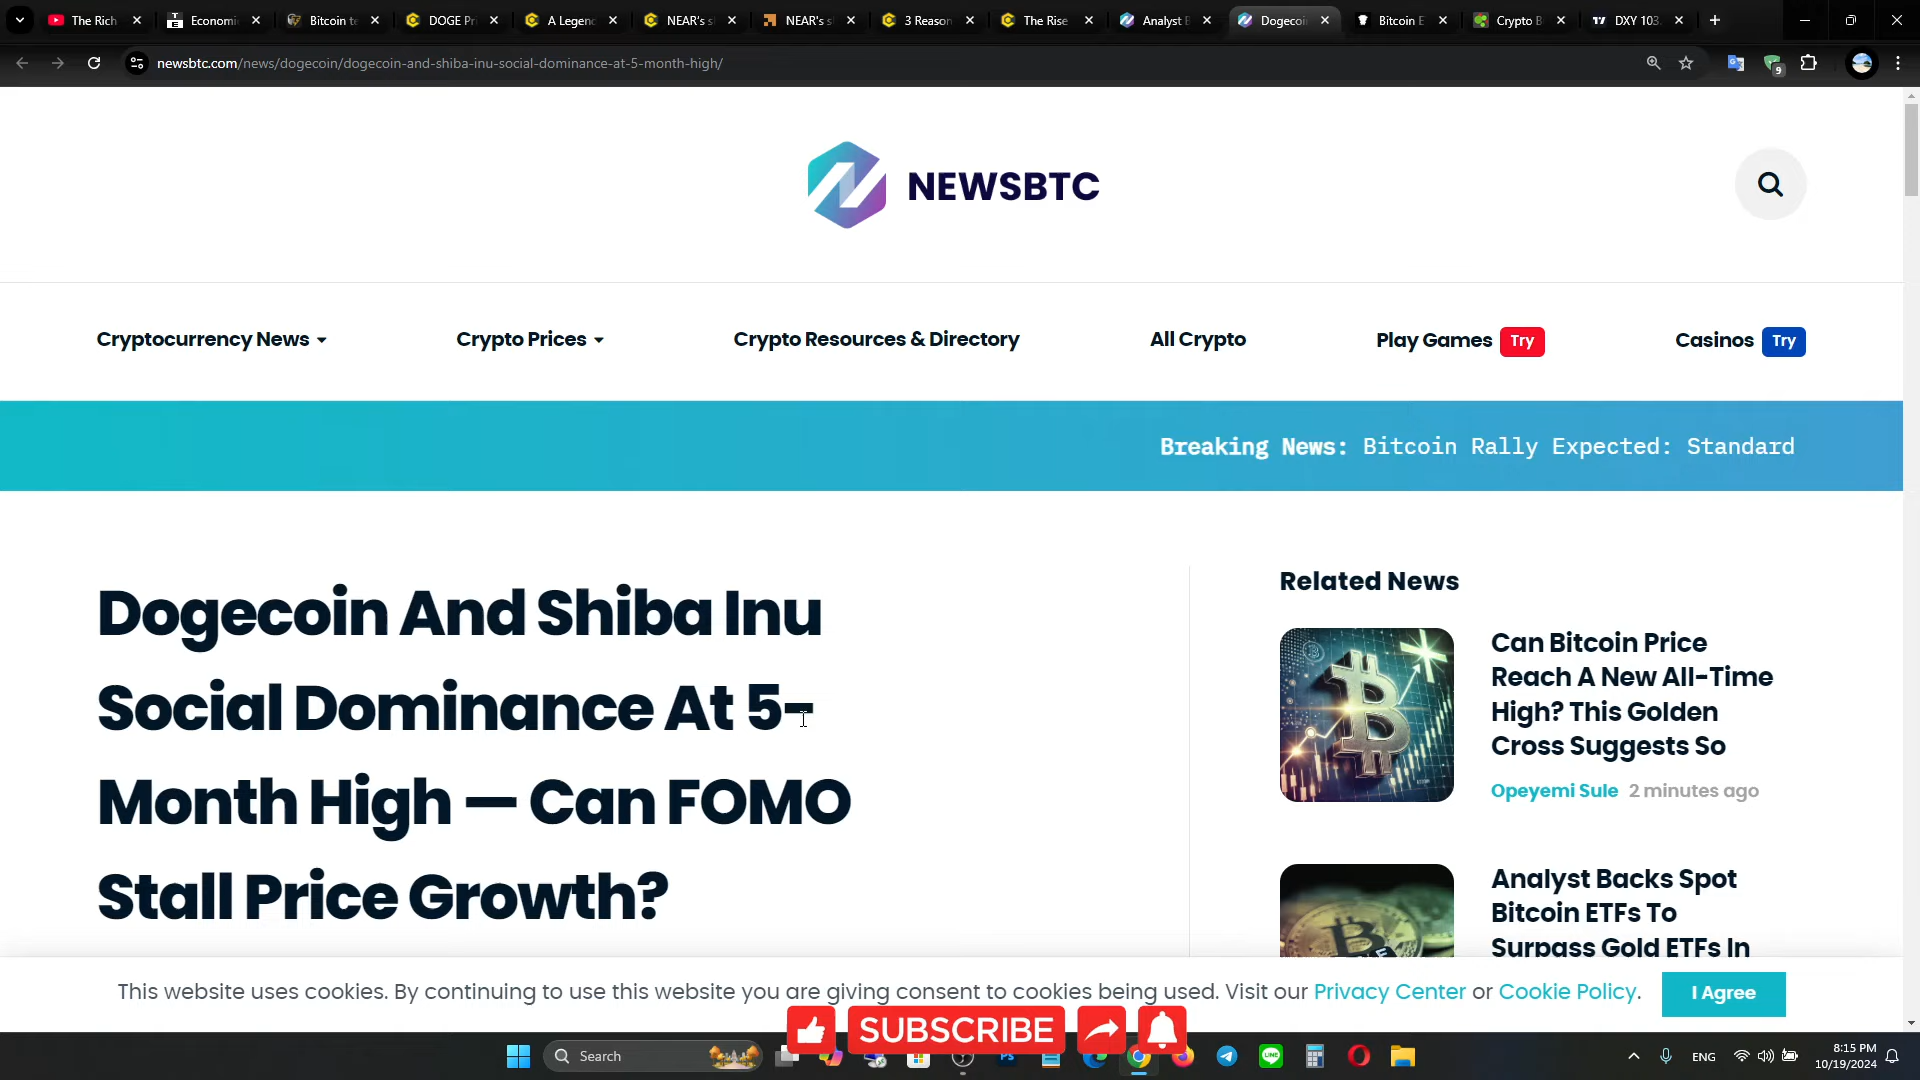 The Rich
Economi
Bitcoin te
DOGE Pri
A Legenc
NEAR's s
NEAR's s
3 Reason
The Rise
Analyst B
Dogecoin
Bitcoin E
Crypto B
DXY 103.
newsbtc.com/news/dogecoin/dogecoin-and-shiba-inu-social-dominance-at-5-month-high/
9
NEWSBTC
Cryptocurrency News
Crypto Prices
Crypto Resources & Directory
All Crypto
Play Games Try
Casinos Try
Breaking News: Bitcoin Rally Expected: Standard
Dogecoin And Shiba Inu
Social Dominance At 5-
Month High — Can FOMO
Stall Price Growth?
Related News
Can Bitcoin Price
Reach A New All-Time
High? This Golden
Cross Suggests So
Opeyemi Sule 2 minutes ago
Analyst Backs Spot
Bitcoin ETFs To
Surpass Gold ETFs In
This website uses cookies. By continuing to use this website you are giving consent to cookies being used. Visit our Privacy Center or Cookie Policy.
I Agree
SUBSCRIBE
Search
ENG
8:15 PM
10/19/2024